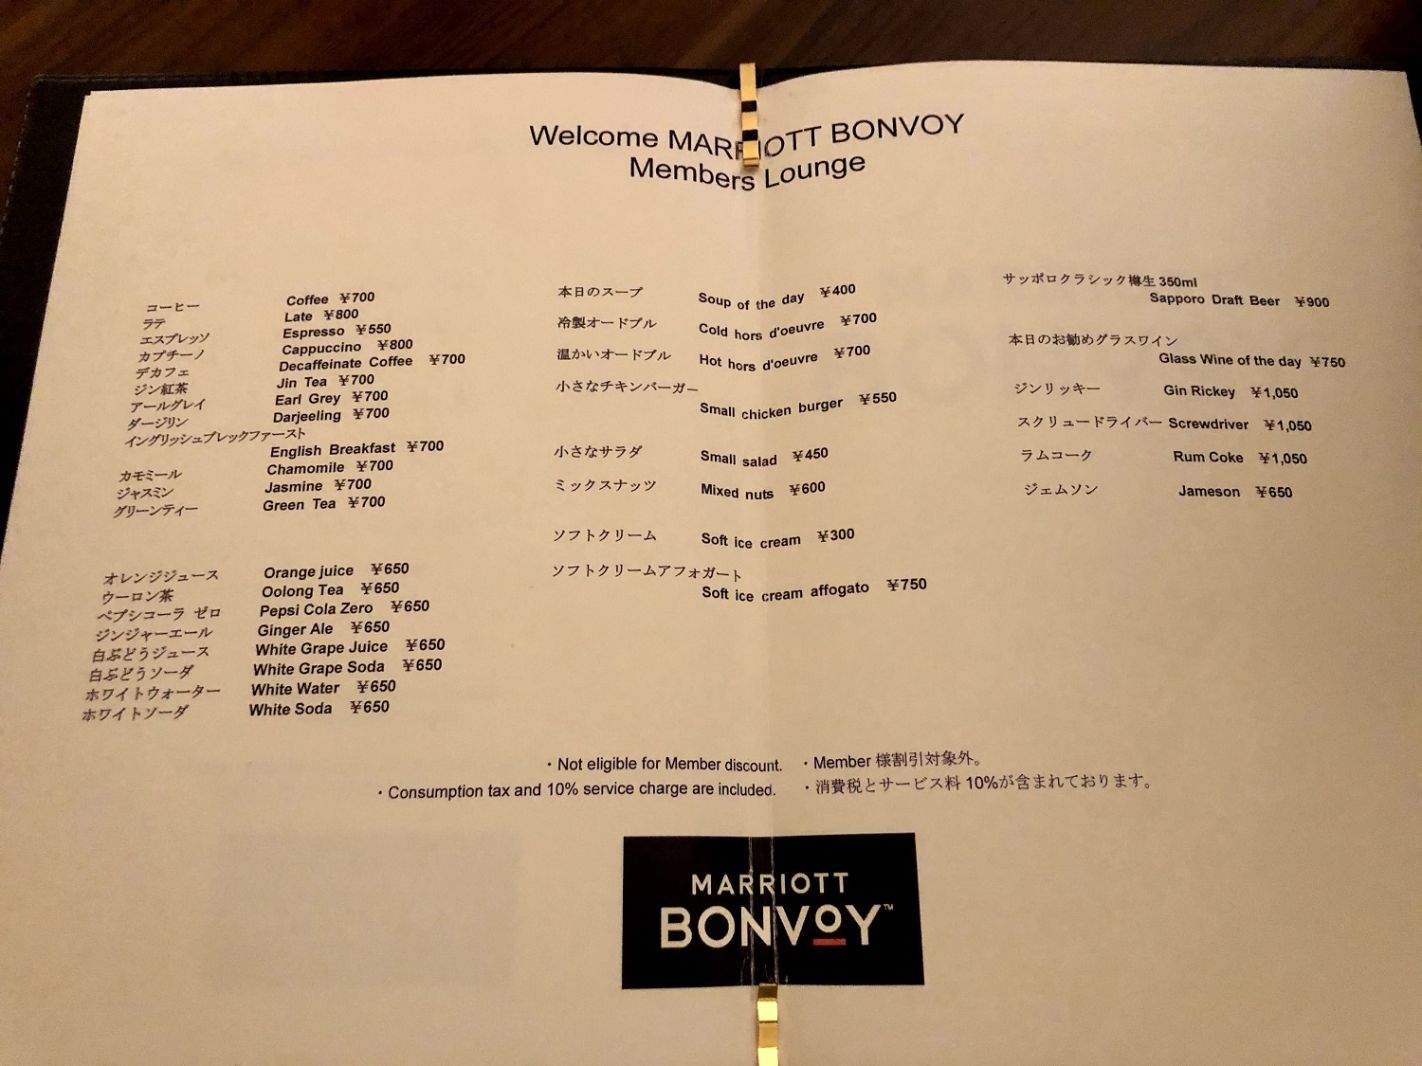 Welcome MARRIOTT BONVOY
Members Lounge
コーヒー Coffee ¥700
ラテ Late ¥800
エスプレッソ Espresso ¥550
カプチーノ Cappuccino ¥800
デカフェ Decaffeinate Coffee ¥700
ジン紅茶 Jin Tea ¥700
アールグレイ Earl Grey ¥700
ダージリン Darjeeling ¥700
イングリッシュブレックファースト
English Breakfast ¥700
カモミール Chamomile ¥700
ジャスミン Jasmine ¥700
グリーンティー Green Tea ¥700
オレンジジュース Orange juice ¥650
ウーロン茶 Oolong Tea ¥650
ペプシコーラ ゼロ Pepsi Cola Zero ¥650
ジンジャーエール Ginger Ale ¥650
白ぶどうジュース White Grape Juice ¥650
白ぶどうソーダ White Grape Soda ¥650
ホワイトウォーター White Water ¥650
ホワイトソーダ White Soda ¥650
本日のスープ Soup of the day ¥400
冷製オードブル Cold hors d'oeuvre ¥700
温かいオードブル Hot hors d'oeuvre ¥700
小さなチキンバーガー
Small chicken burger ¥550
小さなサラダ Small salad ¥450
ミックスナッツ Mixed nuts ¥600
ソフトクリーム Soft ice cream ¥300
ソフトクリームアフォガート
Soft ice cream affogato ¥750
サッポロクラシック樽生 350ml
Sapporo Draft Beer ¥900
本日のお勧めグラスワイン
Glass Wine of the day ¥750
ジンリッキー Gin Rickey ¥1,050
スクリュードライバー Screwdriver ¥1,050
ラムコーク Rum Coke ¥1,050
ジェムソン Jameson ¥650
・Not eligible for Member discount. ・Member 様割引対象外。
・Consumption tax and 10% service charge are included. ・消費税とサービス料 10%が含まれております。
MARRIOTT
BONVOY™